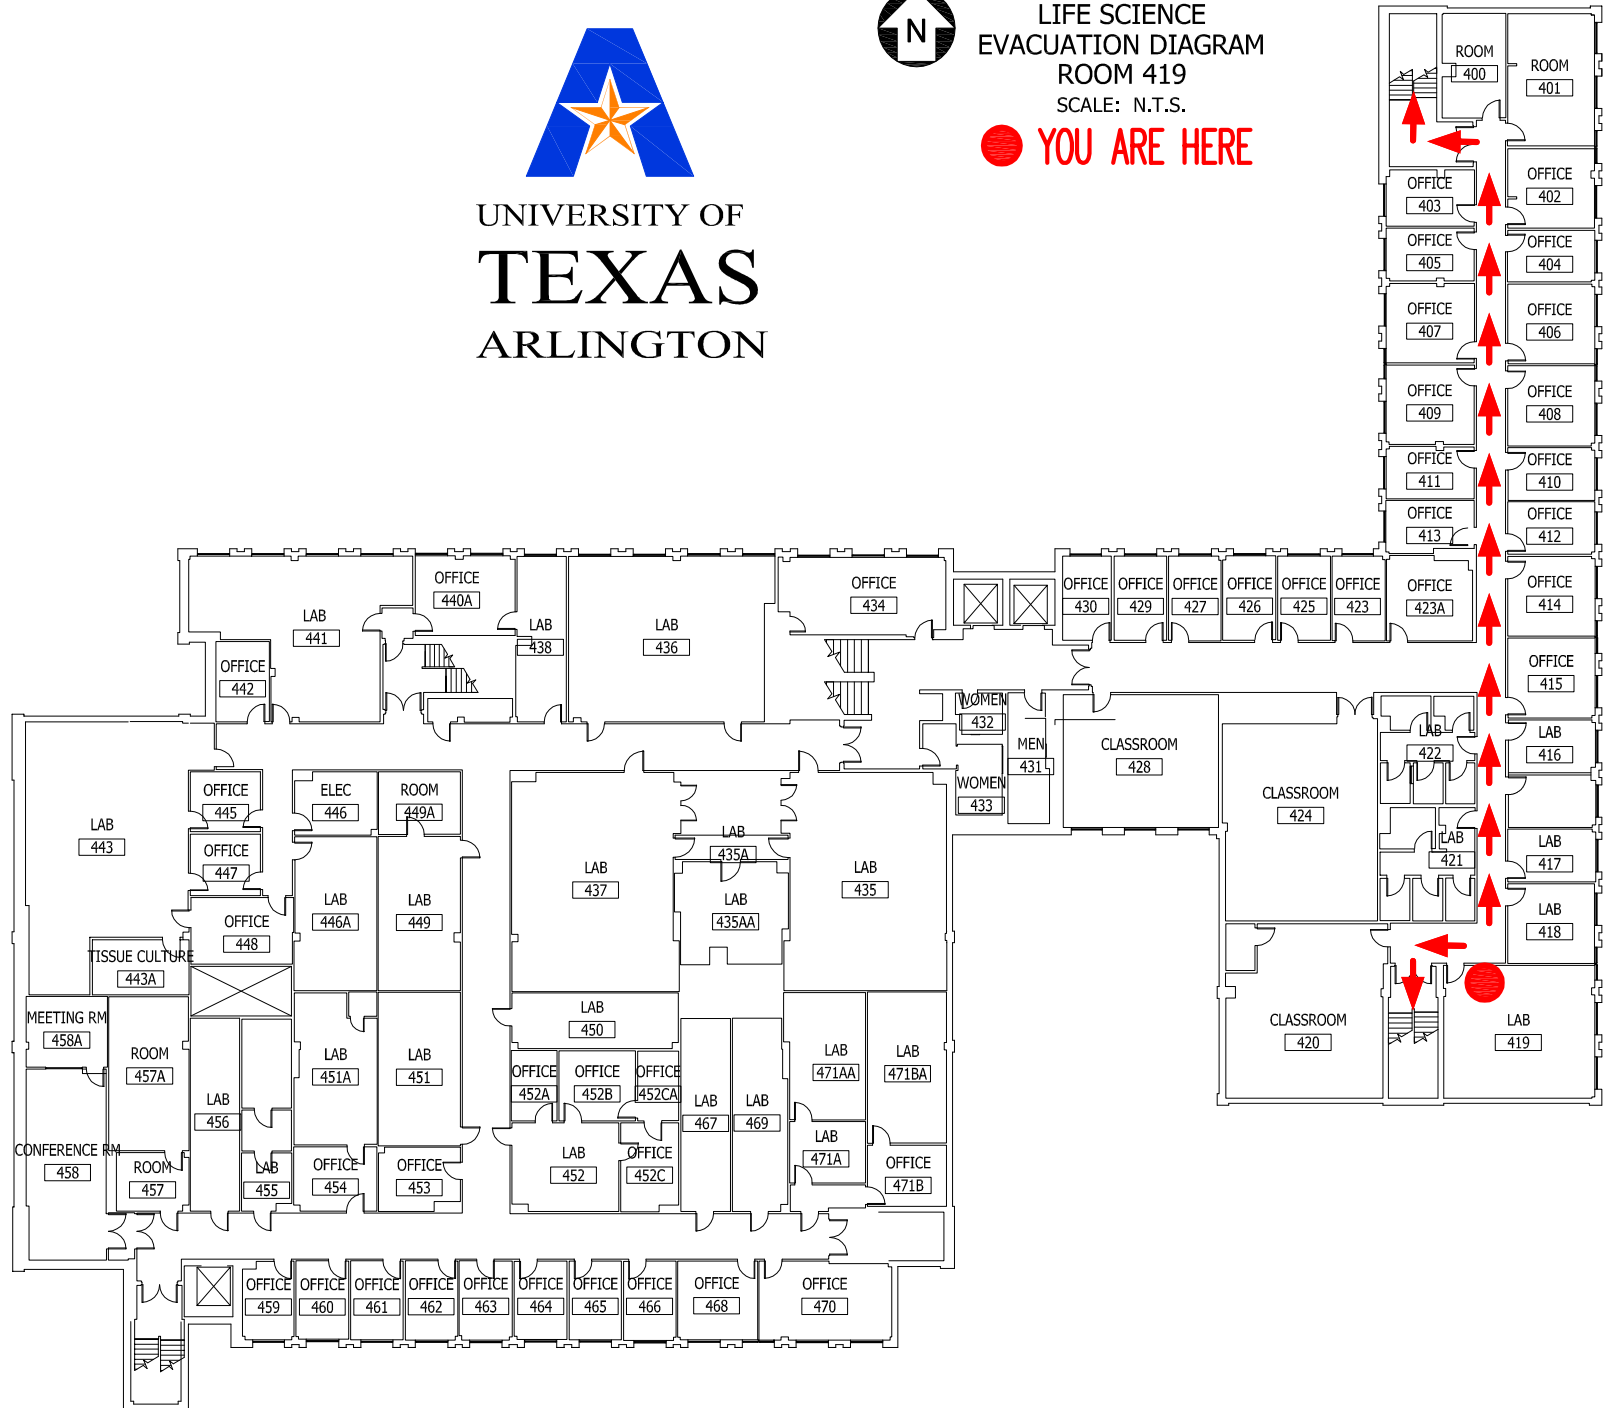 N
LIFE SCIENCE
EVACUATION DIAGRAM
ROOM 419
SCALE: N.T.S.
YOU ARE HERE
UNIVERSITY OF
TEXAS
ARLINGTON
ROOM
400
ROOM
401
OFFICE
402
OFFICE
403
OFFICE
404
OFFICE
405
OFFICE
406
OFFICE
407
OFFICE
408
OFFICE
409
OFFICE
410
OFFICE
411
OFFICE
412
OFFICE
413
OFFICE
414
OFFICE
415
LAB
416
LAB
417
LAB
418
LAB
419
CLASSROOM
420
LAB
421
LAB
422
OFFICE
423A
OFFICE
423
OFFICE
425
OFFICE
426
OFFICE
427
OFFICE
429
OFFICE
430
CLASSROOM
424
CLASSROOM
428
MEN
431
WOMEN
432
WOMEN
433
OFFICE
434
LAB
436
LAB
438
OFFICE
440A
LAB
441
OFFICE
442
LAB
443
TISSUE CULTURE
443A
OFFICE
445
OFFICE
447
OFFICE
448
ELEC
446
ROOM
449A
LAB
446A
LAB
449
LAB
437
LAB
435A
LAB
435AA
LAB
435
LAB
450
LAB
451A
LAB
451
OFFICE
452A
OFFICE
452B
OFFICE
452CA
LAB
452
OFFICE
452C
OFFICE
453
OFFICE
454
LAB
455
LAB
456
ROOM
457A
ROOM
457
MEETING RM
458A
CONFERENCE RM
458
LAB
467
LAB
469
LAB
471AA
LAB
471BA
LAB
471A
OFFICE
471B
OFFICE
459
OFFICE
460
OFFICE
461
OFFICE
462
OFFICE
463
OFFICE
464
OFFICE
465
OFFICE
466
OFFICE
468
OFFICE
470